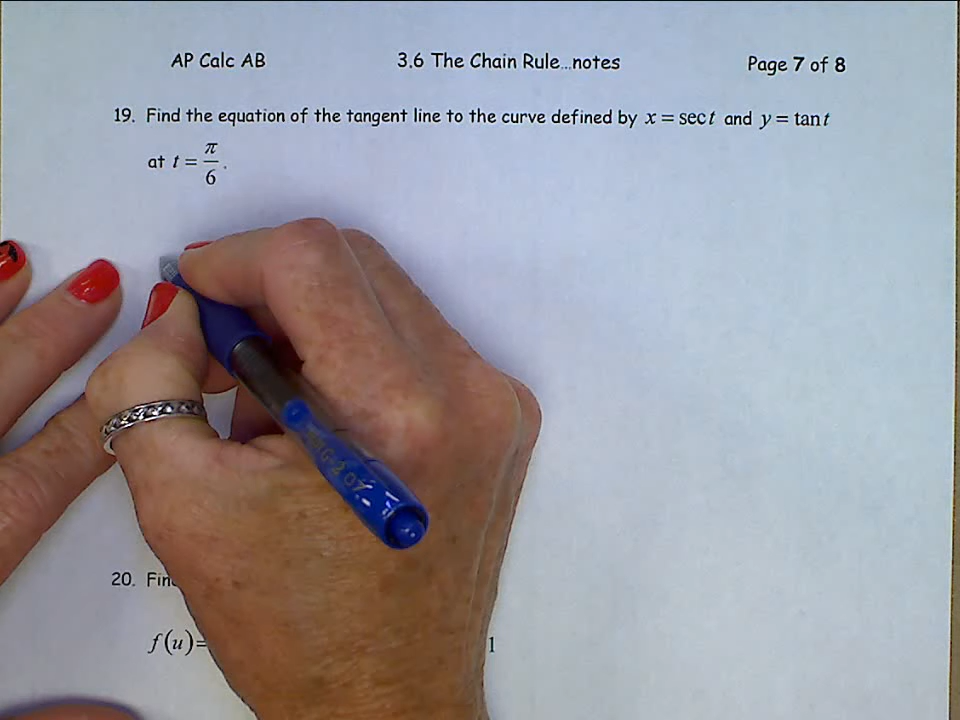 AP Calc AB 3.6 The Chain Rule...notes Page 7 of 8
19. Find the equation of the tangent line to the curve defined by x = sec t and y = tan t
at t = π/6.
20.
f(u)= 1